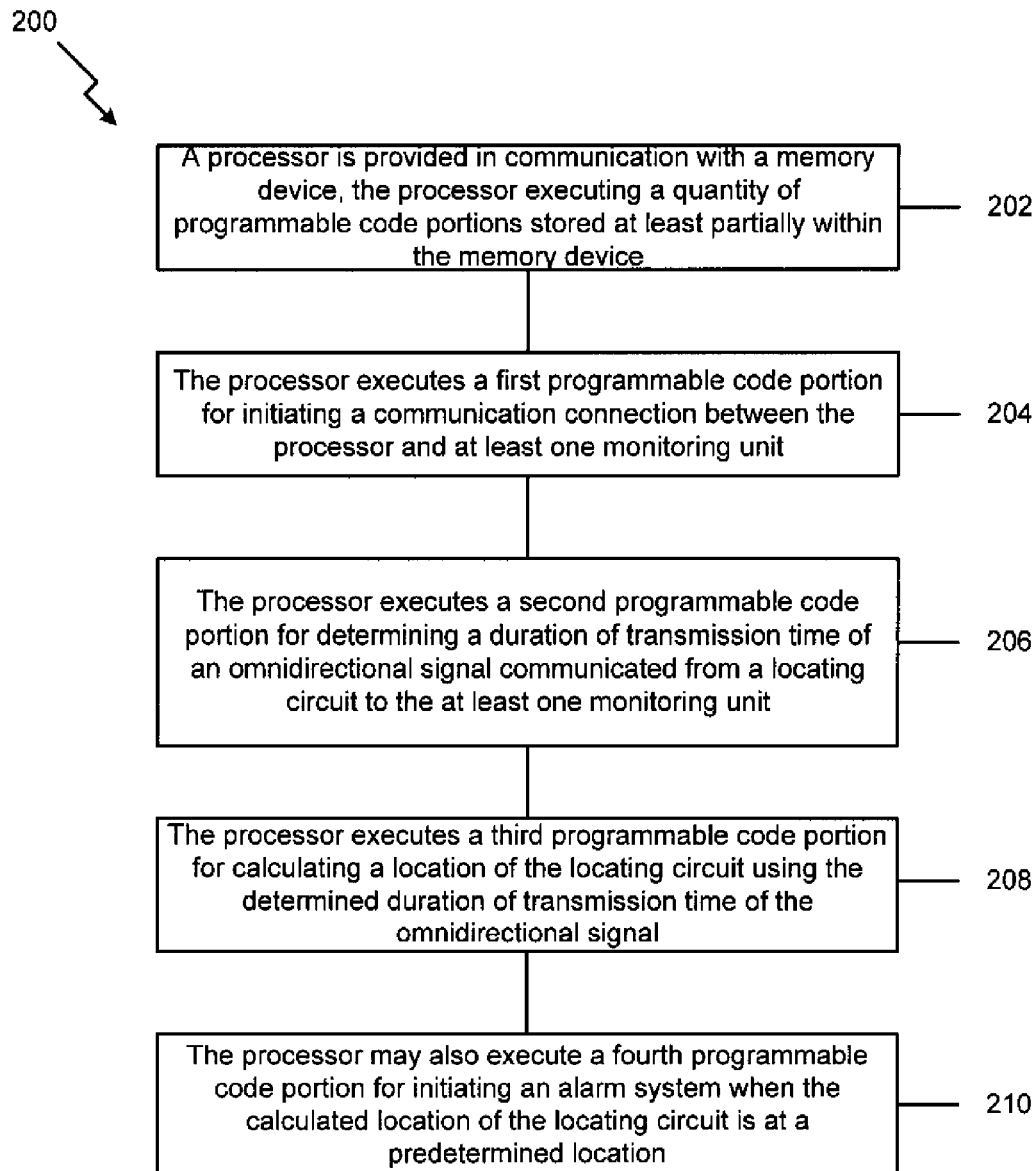 200
A processor is provided in communication with a memory
device, the processor executing a quantity of
programmable code portions stored at least partially within
the memory device
202
The processor executes a first programmable code portion
for initiating a communication connection between the
processor and at least one monitoring unit
204
The processor executes a second programmable code
portion for determining a duration of transmission time of
an omnidirectional signal communicated from a locating
circuit to the at least one monitoring unit
206
The processor executes a third programmable code portion
for calculating a location of the locating circuit using the
determined duration of transmission time of the
omnidirectional signal
208
The processor may also execute a fourth programmable
code portion for initiating an alarm system when the
calculated location of the locating circuit is at a
predetermined location
210